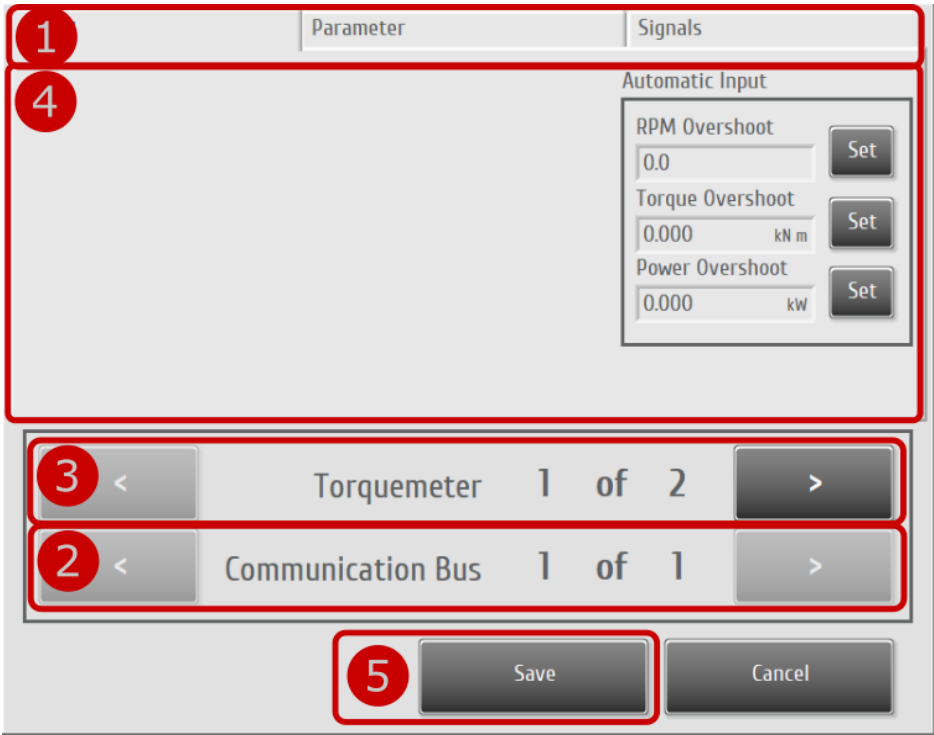 1
Parameter
Signals
4
Automatic Input
RPM Overshoot
0.0
Set
Torque Overshoot
0.000 kN m
Set
Power Overshoot
0.000 kW
Set
3
< Torquemeter 1 of 2 >
2
< Communication Bus 1 of 1 >
5
Save
Cancel